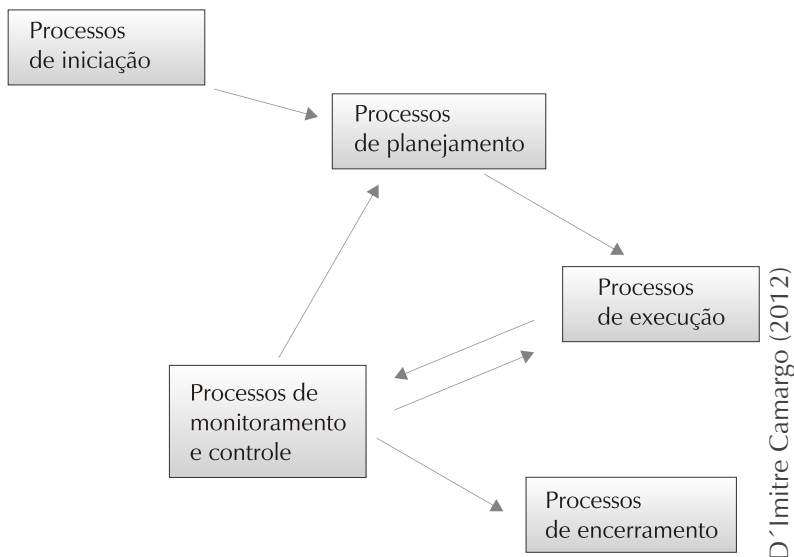 Processos
de iniciação
Processos
de planejamento
Processos
de execução
Processos de
monitoramento
e controle
Processos
de encerramento
D´Imitre Camargo (2012)